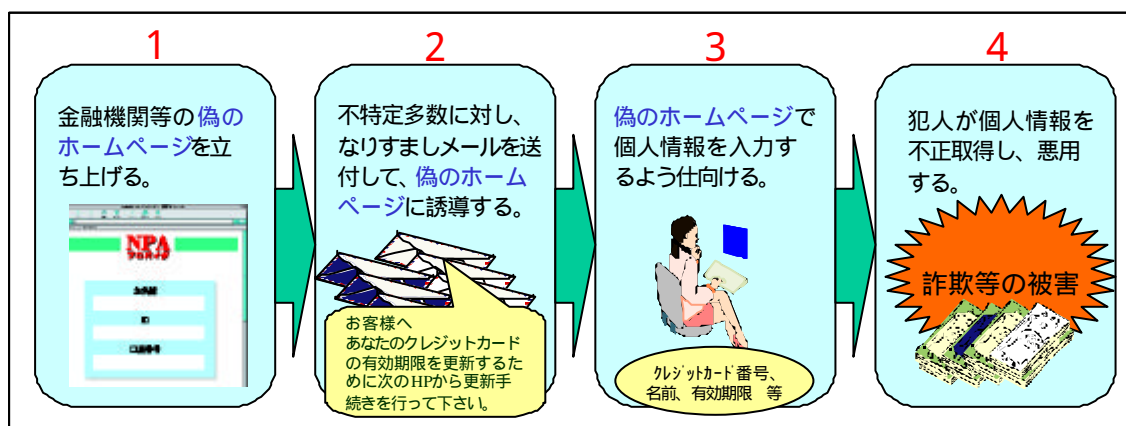 1
金融機関等の偽の
ホームページを立
ち上げる。
NPA
2
不特定多数に対し、
なりすましメールを送
付して、偽のホーム
ページに誘導する。
お客様へ
あなたのクレジットカード
の有効期限を更新するた
めに次のHPから更新手
続きを行って下さい。
3
偽のホームページで
個人情報を入力す
るよう仕向ける。
クレジットカード番号、
名前、有効期限 等
4
犯人が個人情報を
不正取得し、悪用
する。
詐欺等の被害